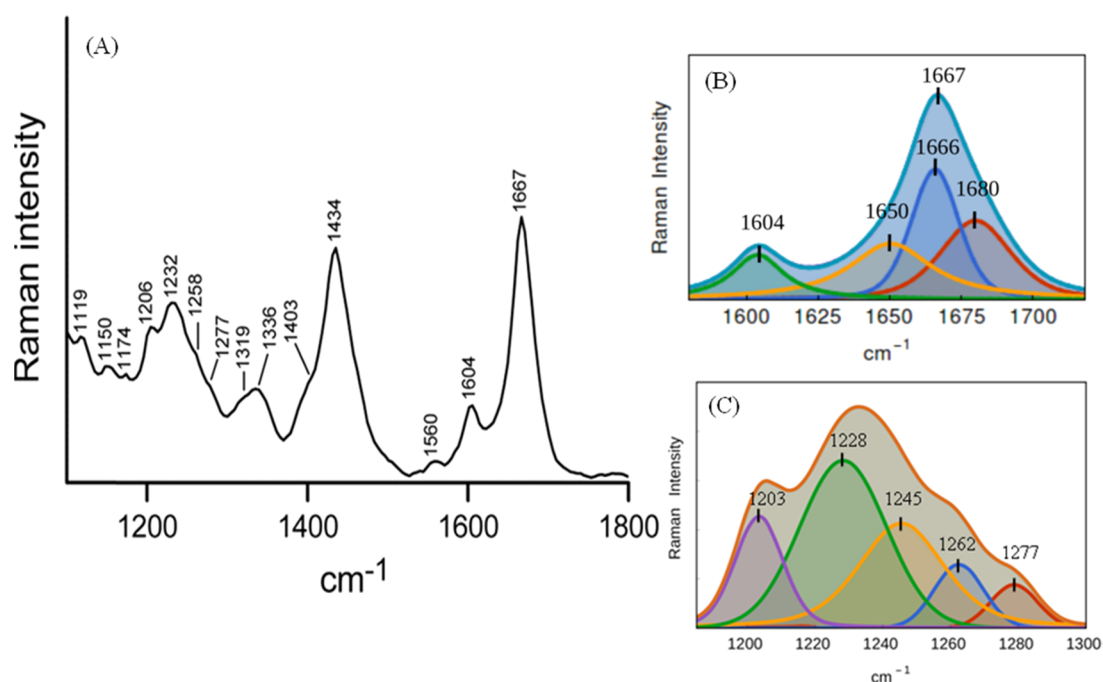 (A)
Raman intensity
1119
1150
1174
1206
1232
1258
1277
1319
1336
1403
1434
1560
1604
1667
1200 1400 1600 1800
cm-1
(B)
Raman Intensity
1604
1650
1666
1667
1680
1600 1625 1650 1675 1700
cm-1
(C)
Raman Intensity
1203
1228
1245
1262
1277
1200 1220 1240 1260 1280 1300
cm-1